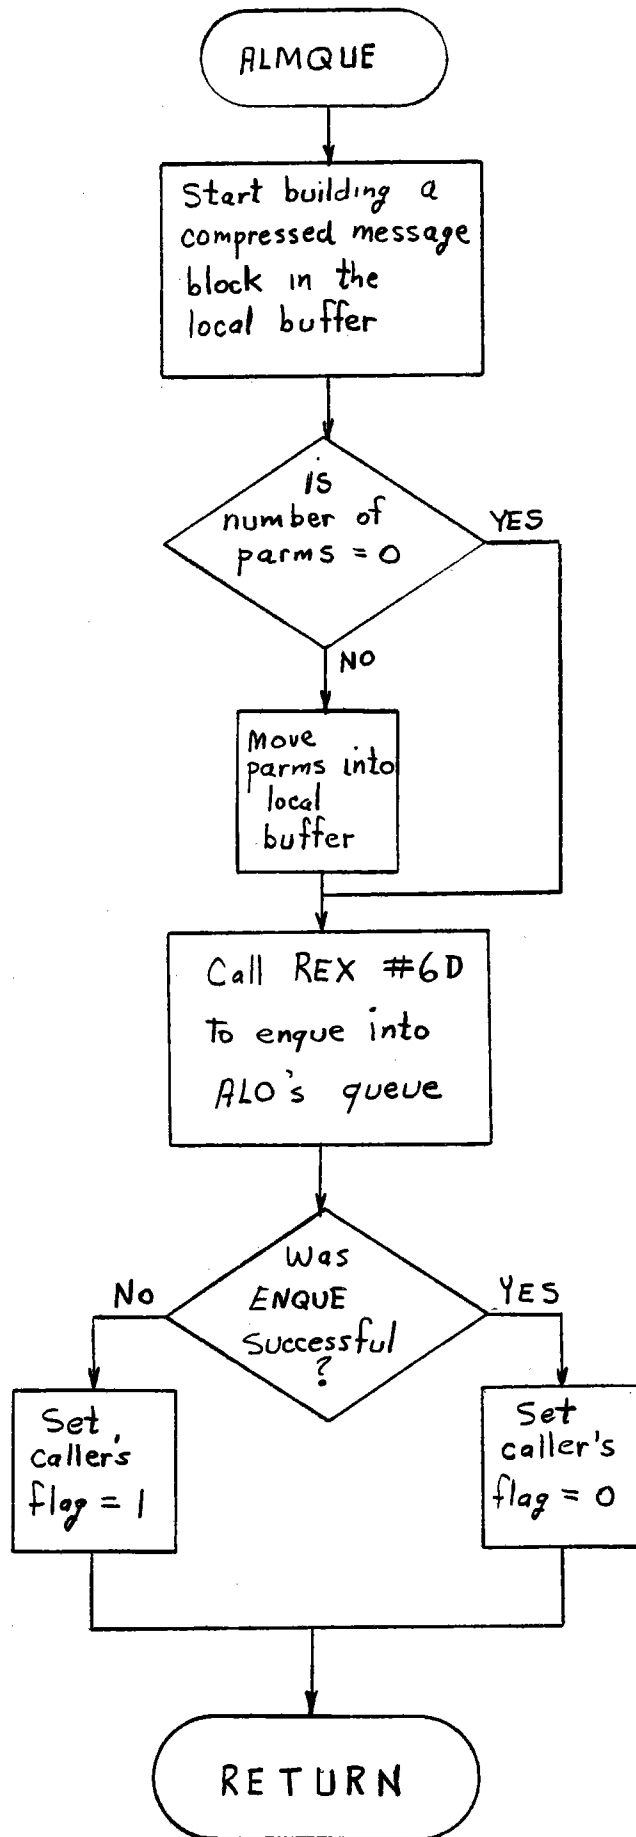 ALMQUE
Start building a
compressed message
block in the
local buffer
is
number of
parms = 0
YES
NO
Move
parms into
local
buffer
Call REX #6D
to enque into
ALO's queue
Was
ENQUE
successful
?
NO
YES
Set
caller's
flag = 1
Set
caller's
flag = 0
RETURN